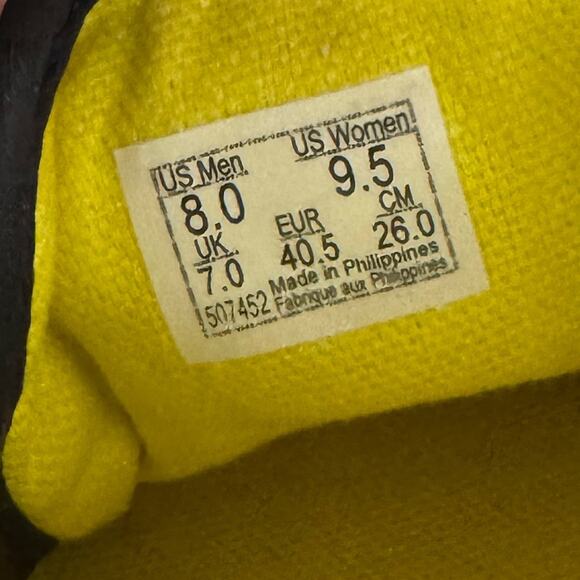 US Men US Women
8.0 9.5
UK EUR CM
7.0 40.5 26.0
Made in Philippines
507452 Fabrique aux Philippines